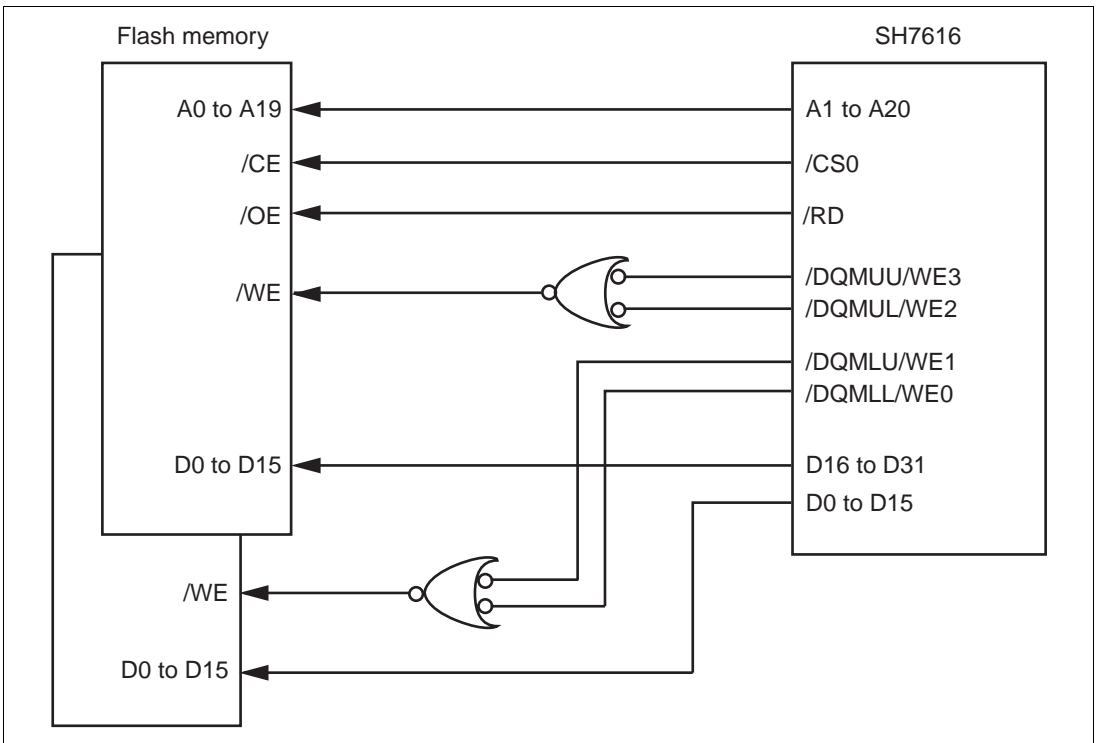 Flash memory
SH7616
A0 to A19
A1 to A20
/CE
/CS0
/OE
/RD
/WE
/DQMUU/WE3
/DQMUL/WE2
/DQMLU/WE1
/DQMLL/WE0
D0 to D15
D16 to D31
D0 to D15
/WE
D0 to D15